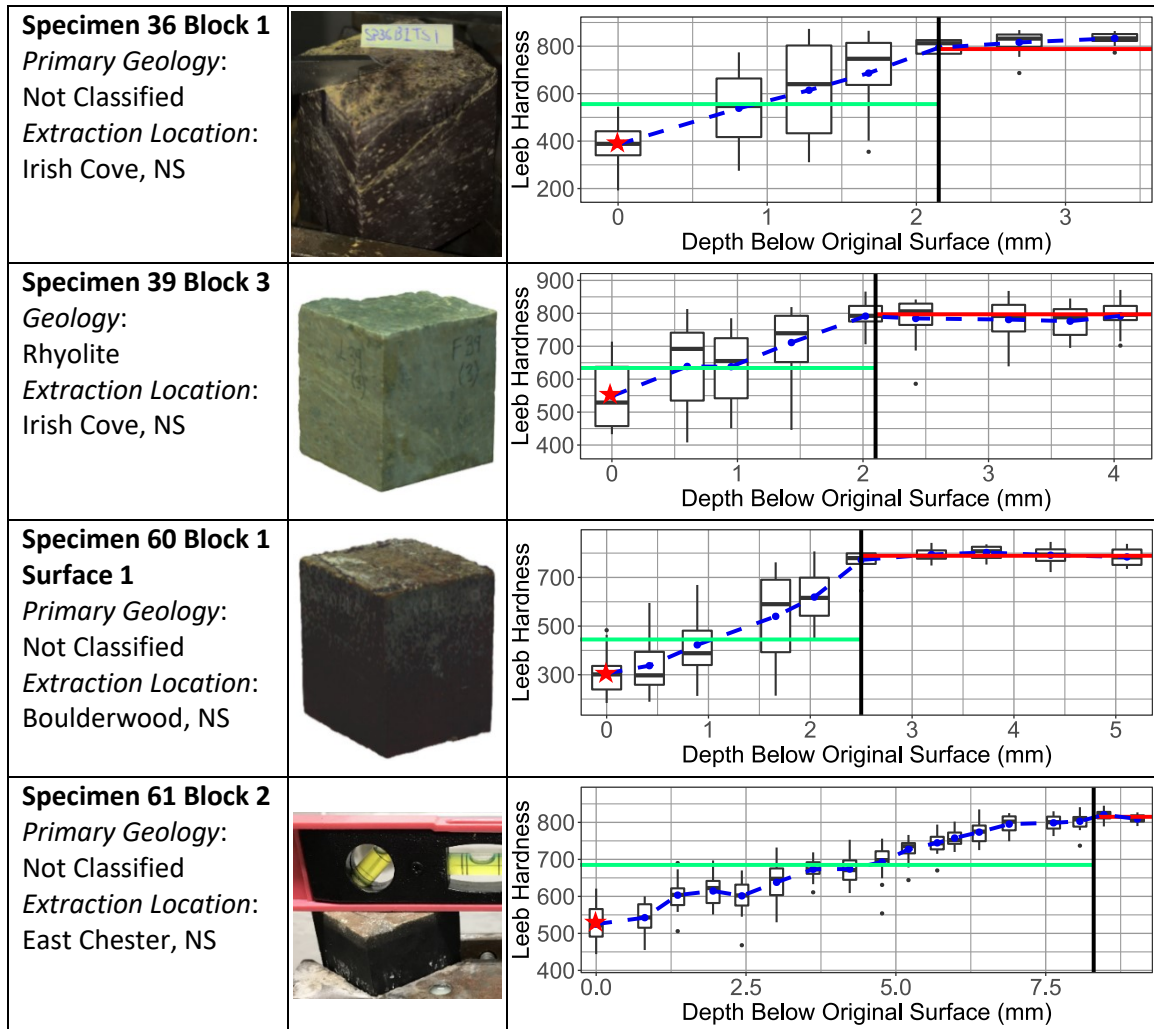 Specimen 36 Block 1
Primary Geology:
Not Classified
Extraction Location:
Irish Cove, NS
SP36B1TS1
Leeb Hardness
800
600
400
200
0 1 2 3
Depth Below Original Surface (mm)
Specimen 39 Block 3
Geology:
Rhyolite
Extraction Location:
Irish Cove, NS
F39
(3)
Leeb Hardness
900
800
700
600
500
400
0 1 2 3 4
Depth Below Original Surface (mm)
Specimen 60 Block 1
Surface 1
Primary Geology:
Not Classified
Extraction Location:
Boulderwood, NS
Leeb Hardness
700
500
300
0 1 2 3 4 5
Depth Below Original Surface (mm)
Specimen 61 Block 2
Primary Geology:
Not Classified
Extraction Location:
East Chester, NS
Leeb Hardness
800
700
600
500
400
0.0 2.5 5.0 7.5
Depth Below Original Surface (mm)